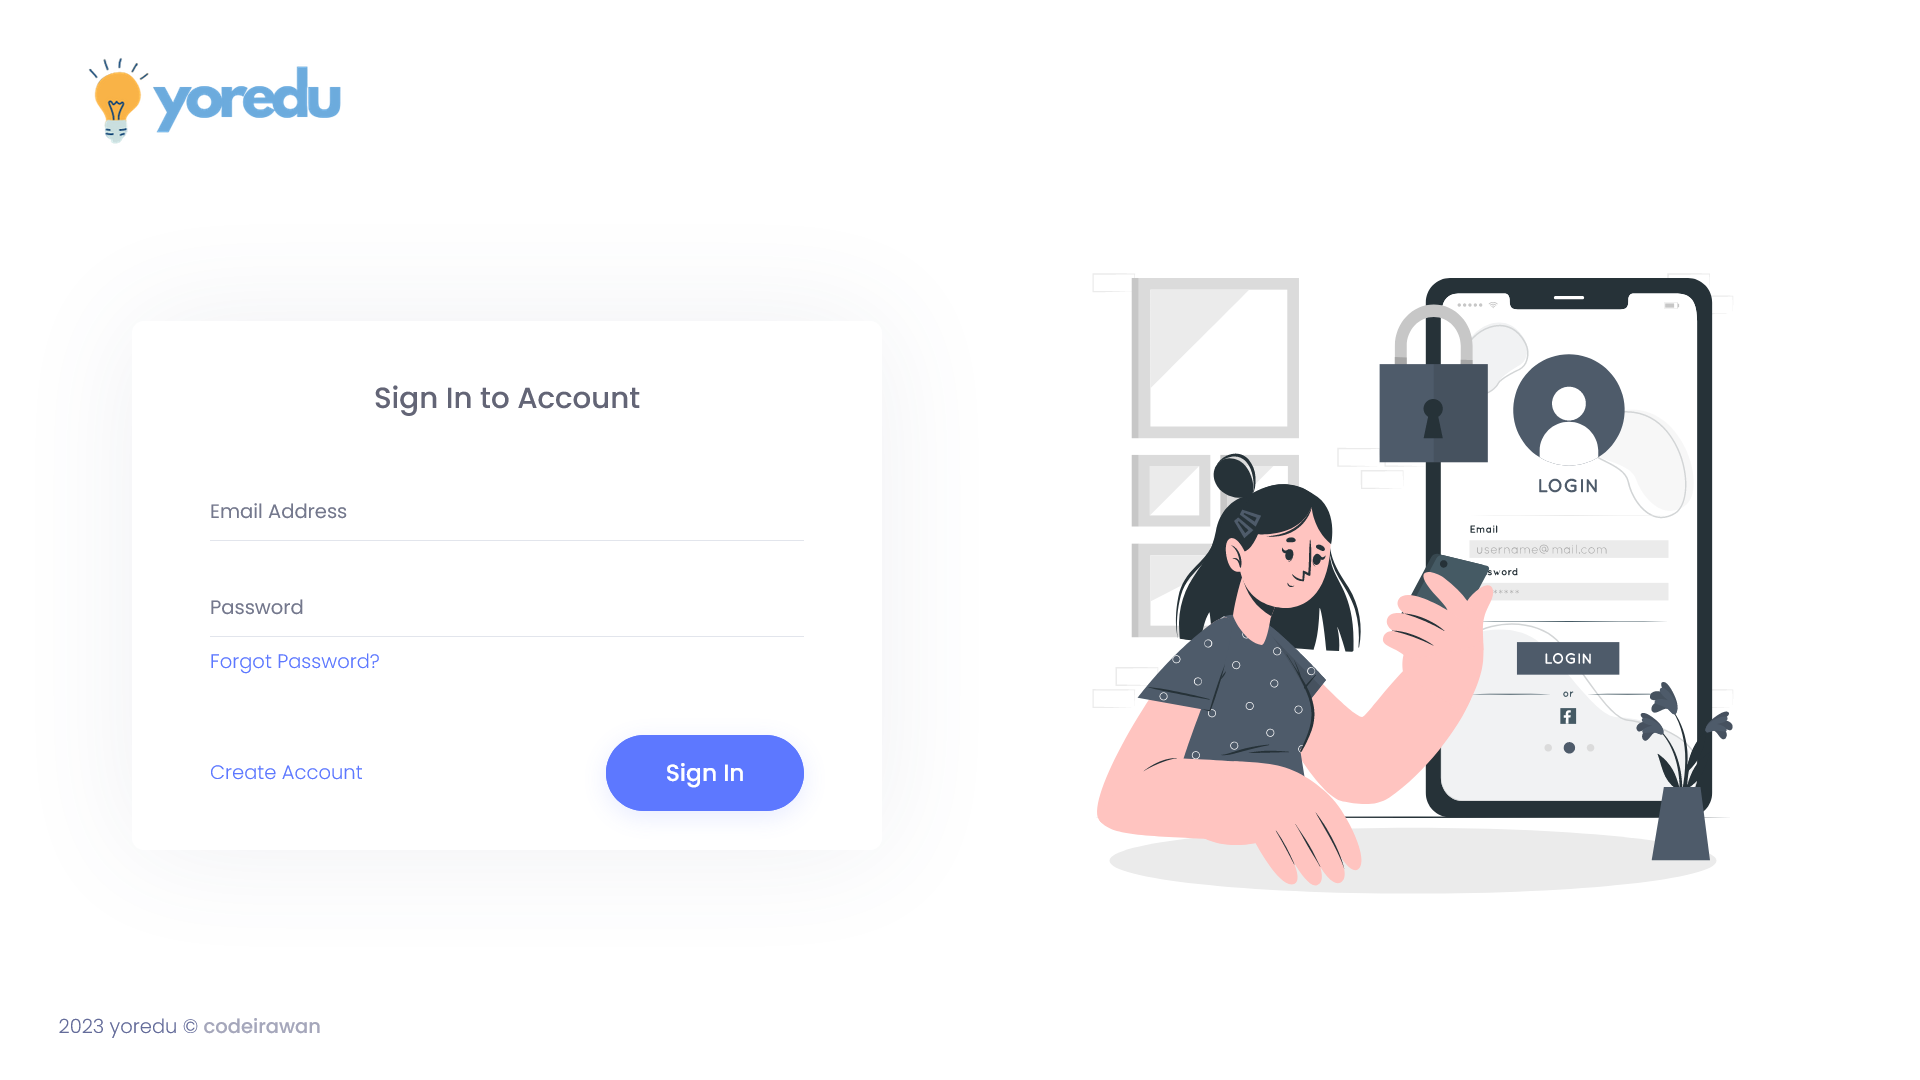 yoredu
Sign In to Account
Email Address
Password
Forgot Password?
Create Account
Sign In
LOGIN
Email
username@mail.com
sword
LOGIN
or
2023 yoredu © codeirawan